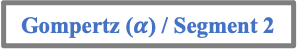 Gompertz (α) / Segment 2